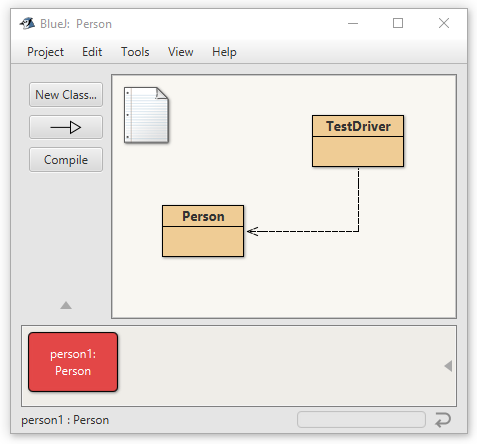 BlueJ: Person
Project Edit Tools View Help
New Class...
Compile
TestDriver
Person
person1:
Person
person1 : Person